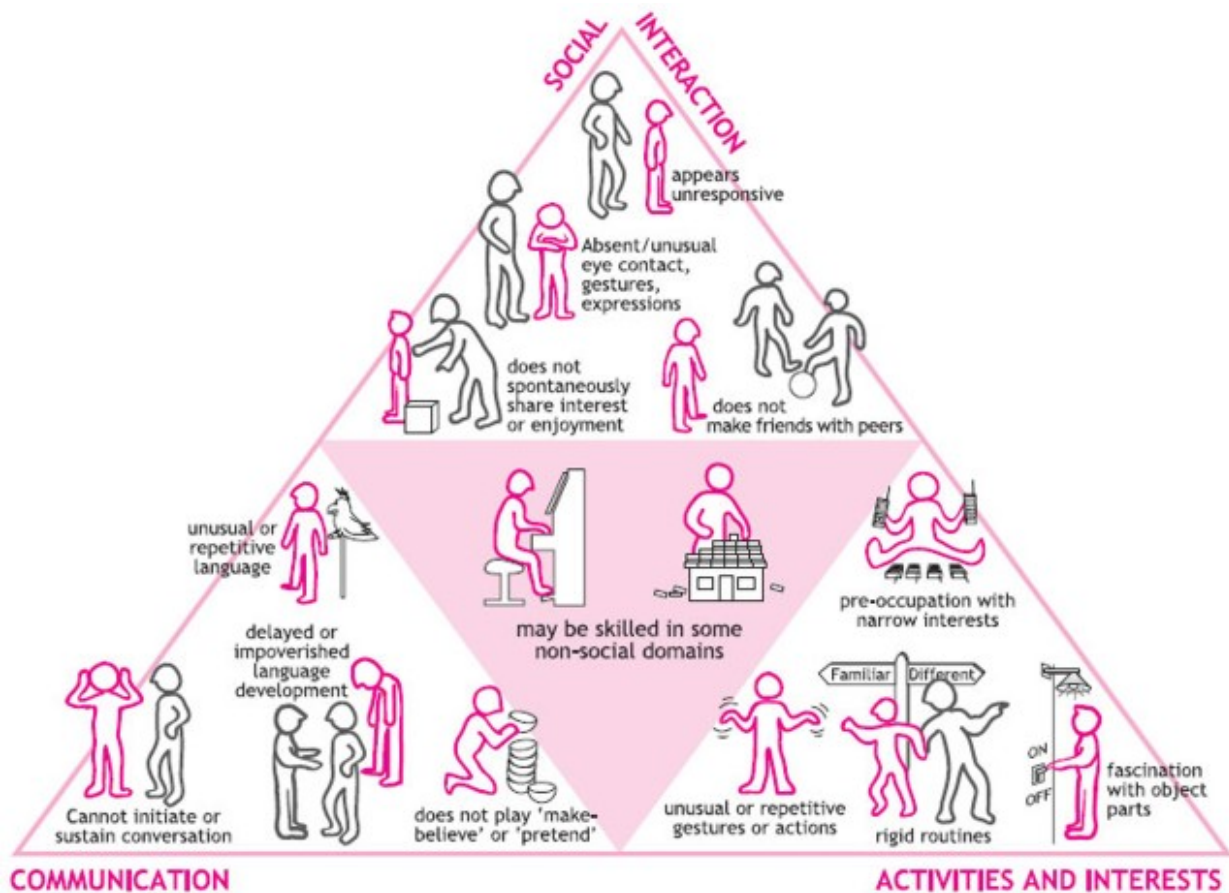 SOCIAL
INTERACTION
appears
unresponsive
Absent/unusual
eye contact,
gestures,
expressions
does not
spontaneously
share interest
or enjoyment
does not
make friends with peers
unusual or
repetitive
language
may be skilled in some
non-social domains
pre-occupation with
narrow interests
delayed or
impoverished
language
development
Familiar
Different
Cannot initiate or
sustain conversation
does not play 'make-
believe' or 'pretend'
unusual or repetitive
gestures or actions
rigid routines
ON
OFF
fascination
with object
parts
COMMUNICATION
ACTIVITIES AND INTERESTS